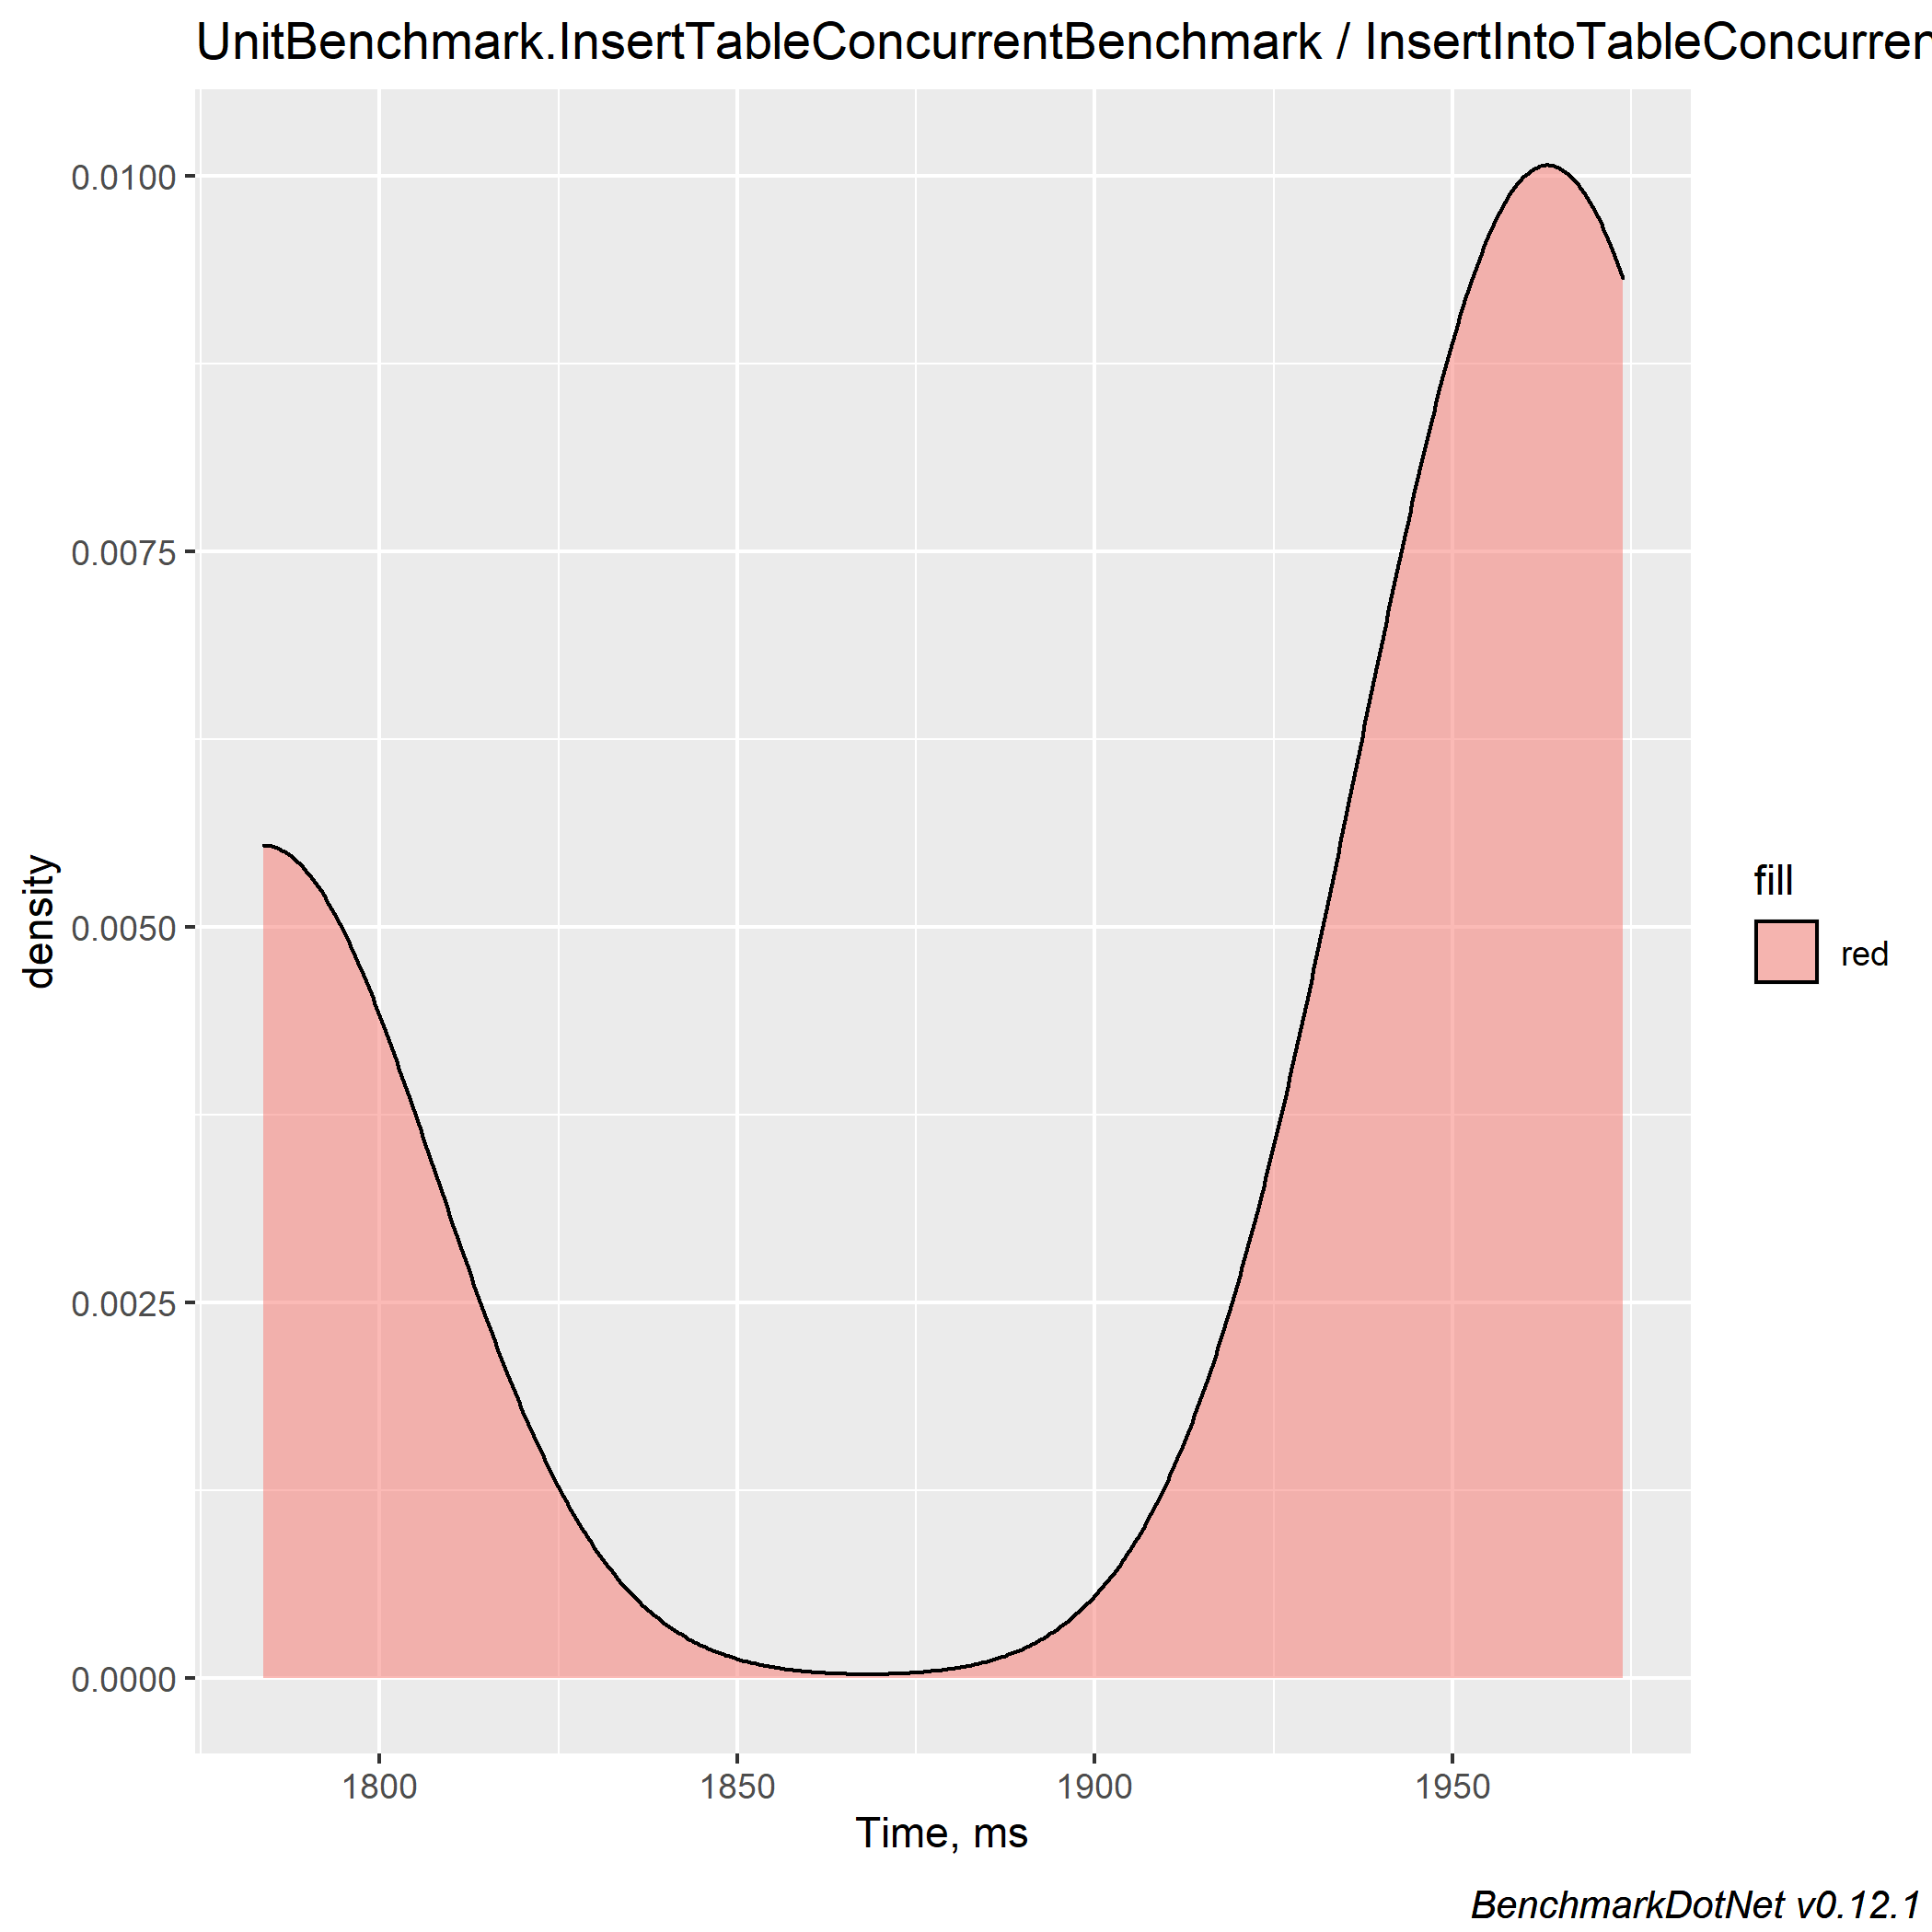 UnitBenchmark.InsertTableConcurrentBenchmark / InsertIntoTableConcurren
0.0100
0.0075
0.0050
0.0025
0.0000
density
1800 1850 1900 1950
Time, ms
fill
red
BenchmarkDotNet v0.12.1